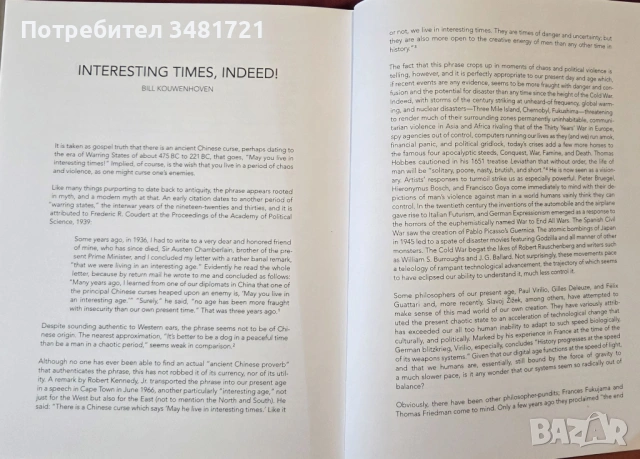 Потребител 3481721
INTERESTING TIMES, INDEED!
BILL KOUWENHOVEN
It is taken as gospel truth that there is an ancient Chinese curse, perhaps dating
to the era of Warring States of about 475 BC to 221 BC, that goes, "May you live in
interesting times!" Implied, of course, is the wish that you live in a period of chaos
and violence, as one might curse one's enemies.
Like many things purporting to date back to antiquity, the phrase appears rooted
in myth, and a modern myth at that. An early citation dates to another period of
"warring states," the interwar years of the nineteen-twenties and thirties, and it is
attributed to Frederic R. Coudert at the Proceedings of the Academy of Political
Science, 1939:
Some years ago, in 1936, I had to write to a very dear and honored friend
of mine, who has since died, Sir Austen Chamberlain, brother of the pre-
sent Prime Minister, and I concluded my letter with a rather banal remark,
"that we were living in an interesting age." Evidently he read the whole
letter, because by return mail he wrote to me and concluded as follows:
"Many years ago, I learned from one of our diplomats in China that one of
the principal Chinese curses heaped upon an enemy is, 'May you live in
an interesting age.'" "Surely," he said, "no age has been more fraught
with insecurity than our own present time." That was three years ago.¹
Despite sounding authentic to Western ears, the phrase seems not to be of Chi-
nese origin. The nearest approximation, "It's better to be a dog in a peaceful time
than be a man in a chaotic period," seems weak in comparison.²
Although no one has ever been able to find an actual "ancient Chinese proverb"
that authenticates the phrase, this has not robbed it of its currency, nor of its util-
ity. A remark by Robert Kennedy, Jr. transported the phrase into our present age
in a speech in Cape Town in June 1966, another particularly "interesting age," not
just for the West but also for the East (not to mention the North and South). He
said: "There is a Chinese curse which says 'May he live in interesting times.' Like it
or not, we live in interesting times. They are times of danger and uncertainty; but
they are also more open to the creative energy of men than any other time in
history."³
The fact that this phrase crops up in moments of chaos and political violence is
telling, however, and it is perfectly appropriate to our present day and age which,
if recent events are any evidence, seems to be more fraught with danger and con-
fusion and the potential for disaster than any time since the height of the Cold War.
Indeed, with storms of the century striking at unheard-of frequency, global warm-
ing, and nuclear disasters—Three Mile Island, Chernobyl, Fukushima—threatening
to render much of their surrounding zones permanently uninhabitable, communi-
tarian violence in Asia and Africa rivaling that of the Thirty Years' War in Europe,
spy agencies out of control, computers running our lives as they (and we) run amok,
financial panic, and political gridlock, today's crises add a few more horses to
the famous four apocalyptic steeds, Conquest, War, Famine, and Death. Thomas
Hobbes cautioned in his 1651 treatise Leviathan that without order, the life of
man will be "solitary, poore, nasty, brutish, and short." He is now seen as a vision-
ary. Artists' responses to turmoil strike us as especially powerful. Pieter Bruegel,
Hieronymus Bosch, and Francisco Goya come immediately to mind with their de-
pictions of man's violence against man in a world humans vainly think they can
control. In the twentieth century the inventions of the automobile and the airplane
gave rise to Italian Futurism, and German Expressionism emerged as a response to
the horrors of the euphemistically named War to End All Wars. The Spanish Civil
War saw the creation of Pablo Picasso's Guernica. The atomic bombings of Japan
in 1945 led to a spate of disaster movies featuring Godzilla and all manner of other
monsters. The Cold War begat the likes of Robert Rauschenberg and writers such
as William S. Burroughs and J. G. Ballard. Not surprisingly, these movements pace
a teleology of rampant technological advancement, the trajectory of which seems
to have eclipsed our ability to understand it, much less control it.
Some philosophers of our present age, Paul Virilio, Gilles Deleuze, and Félix
Guattari and, more recently, Slavoj Žižek, among others, have attempted to
make sense of this mad world of our own creation. They have variously attrib-
uted the present chaotic state to an acceleration of technological change that
has exceeded our all too human inability to adapt to such speed biologically,
culturally, and politically. Marked by his experience in France at the time of the
German blitzkrieg, Virilio, especially, concludes "History progresses at the speed
of its weapons systems." Given that our digital age functions at the speed of light,
and that we humans are, essentially, still bound by the force of gravity to
a much slower pace, is it any wonder that our systems seem so radically out of
balance?
Obviously, there have been other philosopher-pundits; Frances Fukujama and
Thomas Friedman come to mind. Only a few years ago they proclaimed "the end
BAZAR